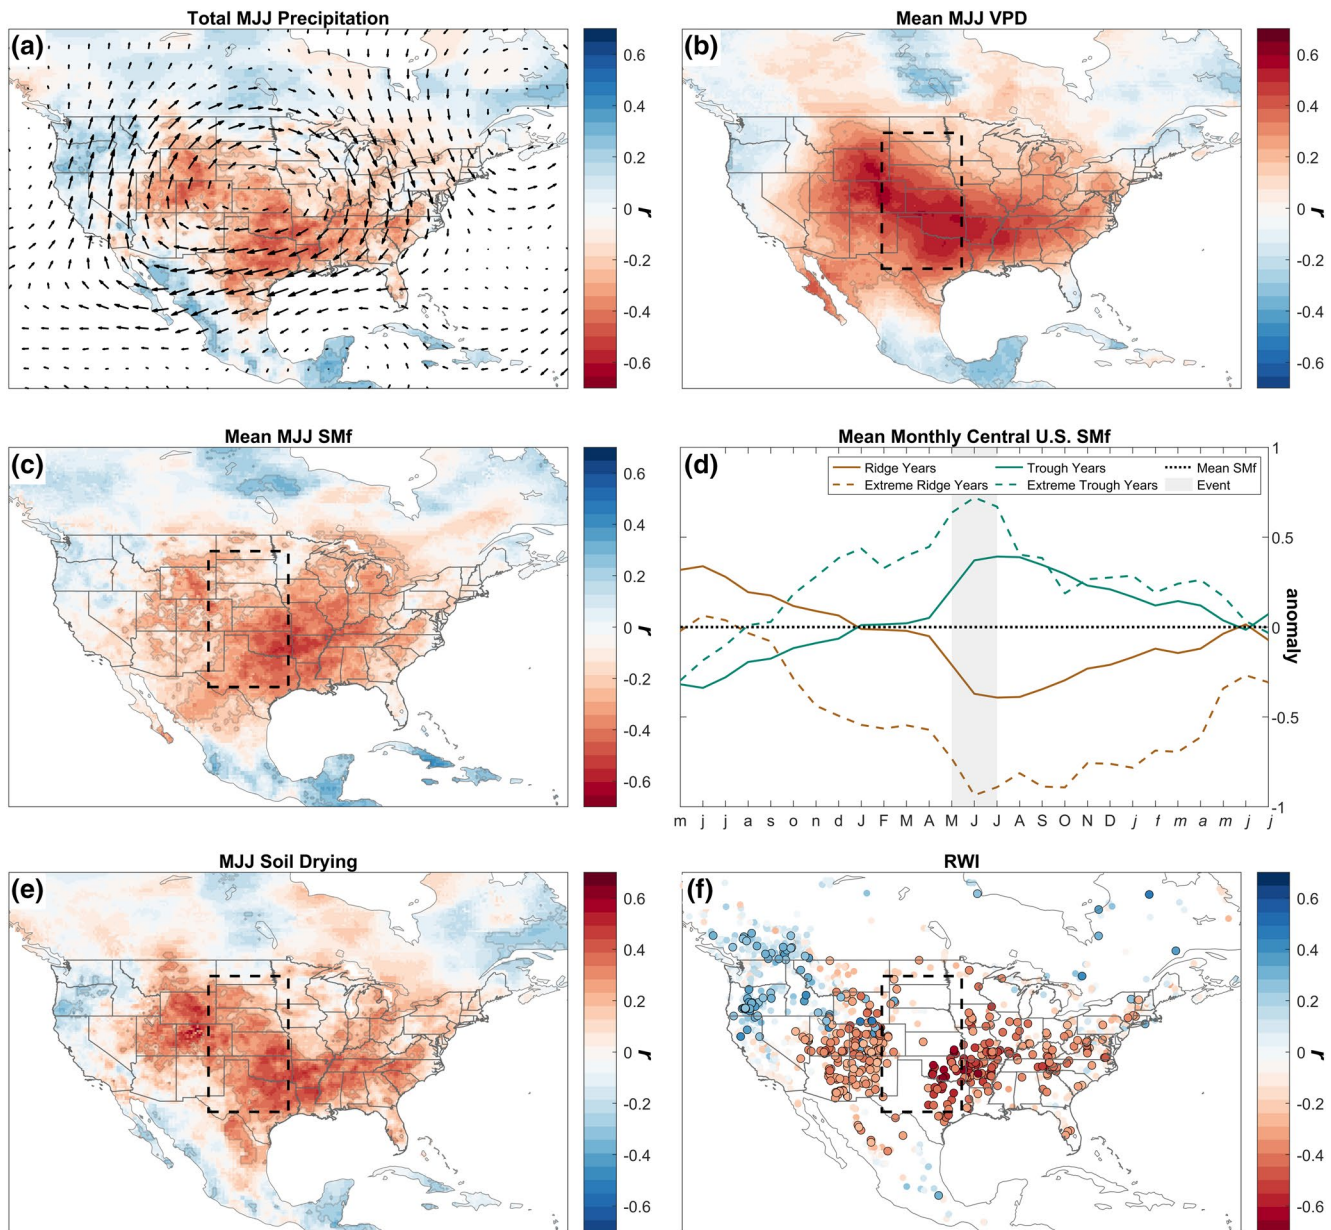 Total MJJ Precipitation
(a)
0.6
0.4
0.2
0
-0.2
-0.4
-0.6
r
Mean MJJ VPD
(b)
0.6
0.4
0.2
0
-0.2
-0.4
-0.6
r
Mean MJJ SMf
(c)
0.6
0.4
0.2
0
-0.2
-0.4
-0.6
r
Mean Monthly Central U.S. SMf
(d)
Ridge Years
Trough Years
Mean SMf
Extreme Ridge Years
Extreme Trough Years
Event
1
0.5
0
-0.5
-1
anomaly
m j j a s o n d J F M A M J J A S O N D j f m a m j j
MJJ Soil Drying
(e)
0.6
0.4
0.2
0
-0.2
-0.4
-0.6
r
RWI
(f)
0.6
0.4
0.2
0
-0.2
-0.4
-0.6
r